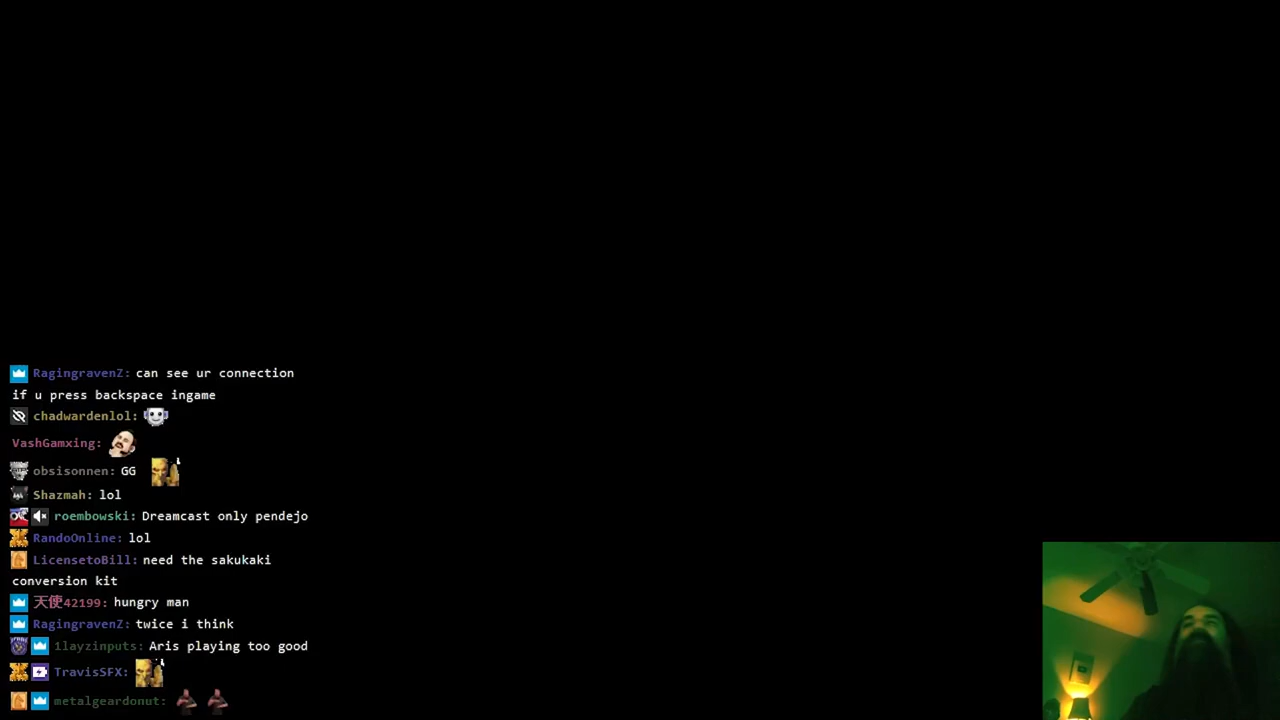 RagingravenZ: can see ur connection
if u press backspace ingame
chadwardenlol:
VashGamxing:
obsisonnen: GG
Shazmah: lol
roembowski: Dreamcast only pendejo
RandoOnline: lol
LicensetoBill: need the sakukaki
conversion kit
天使42199: hungry man
RagingravenZ: twice i think
1layzinputs: Aris playing too good
TravisSFX:
metalgeardonut: